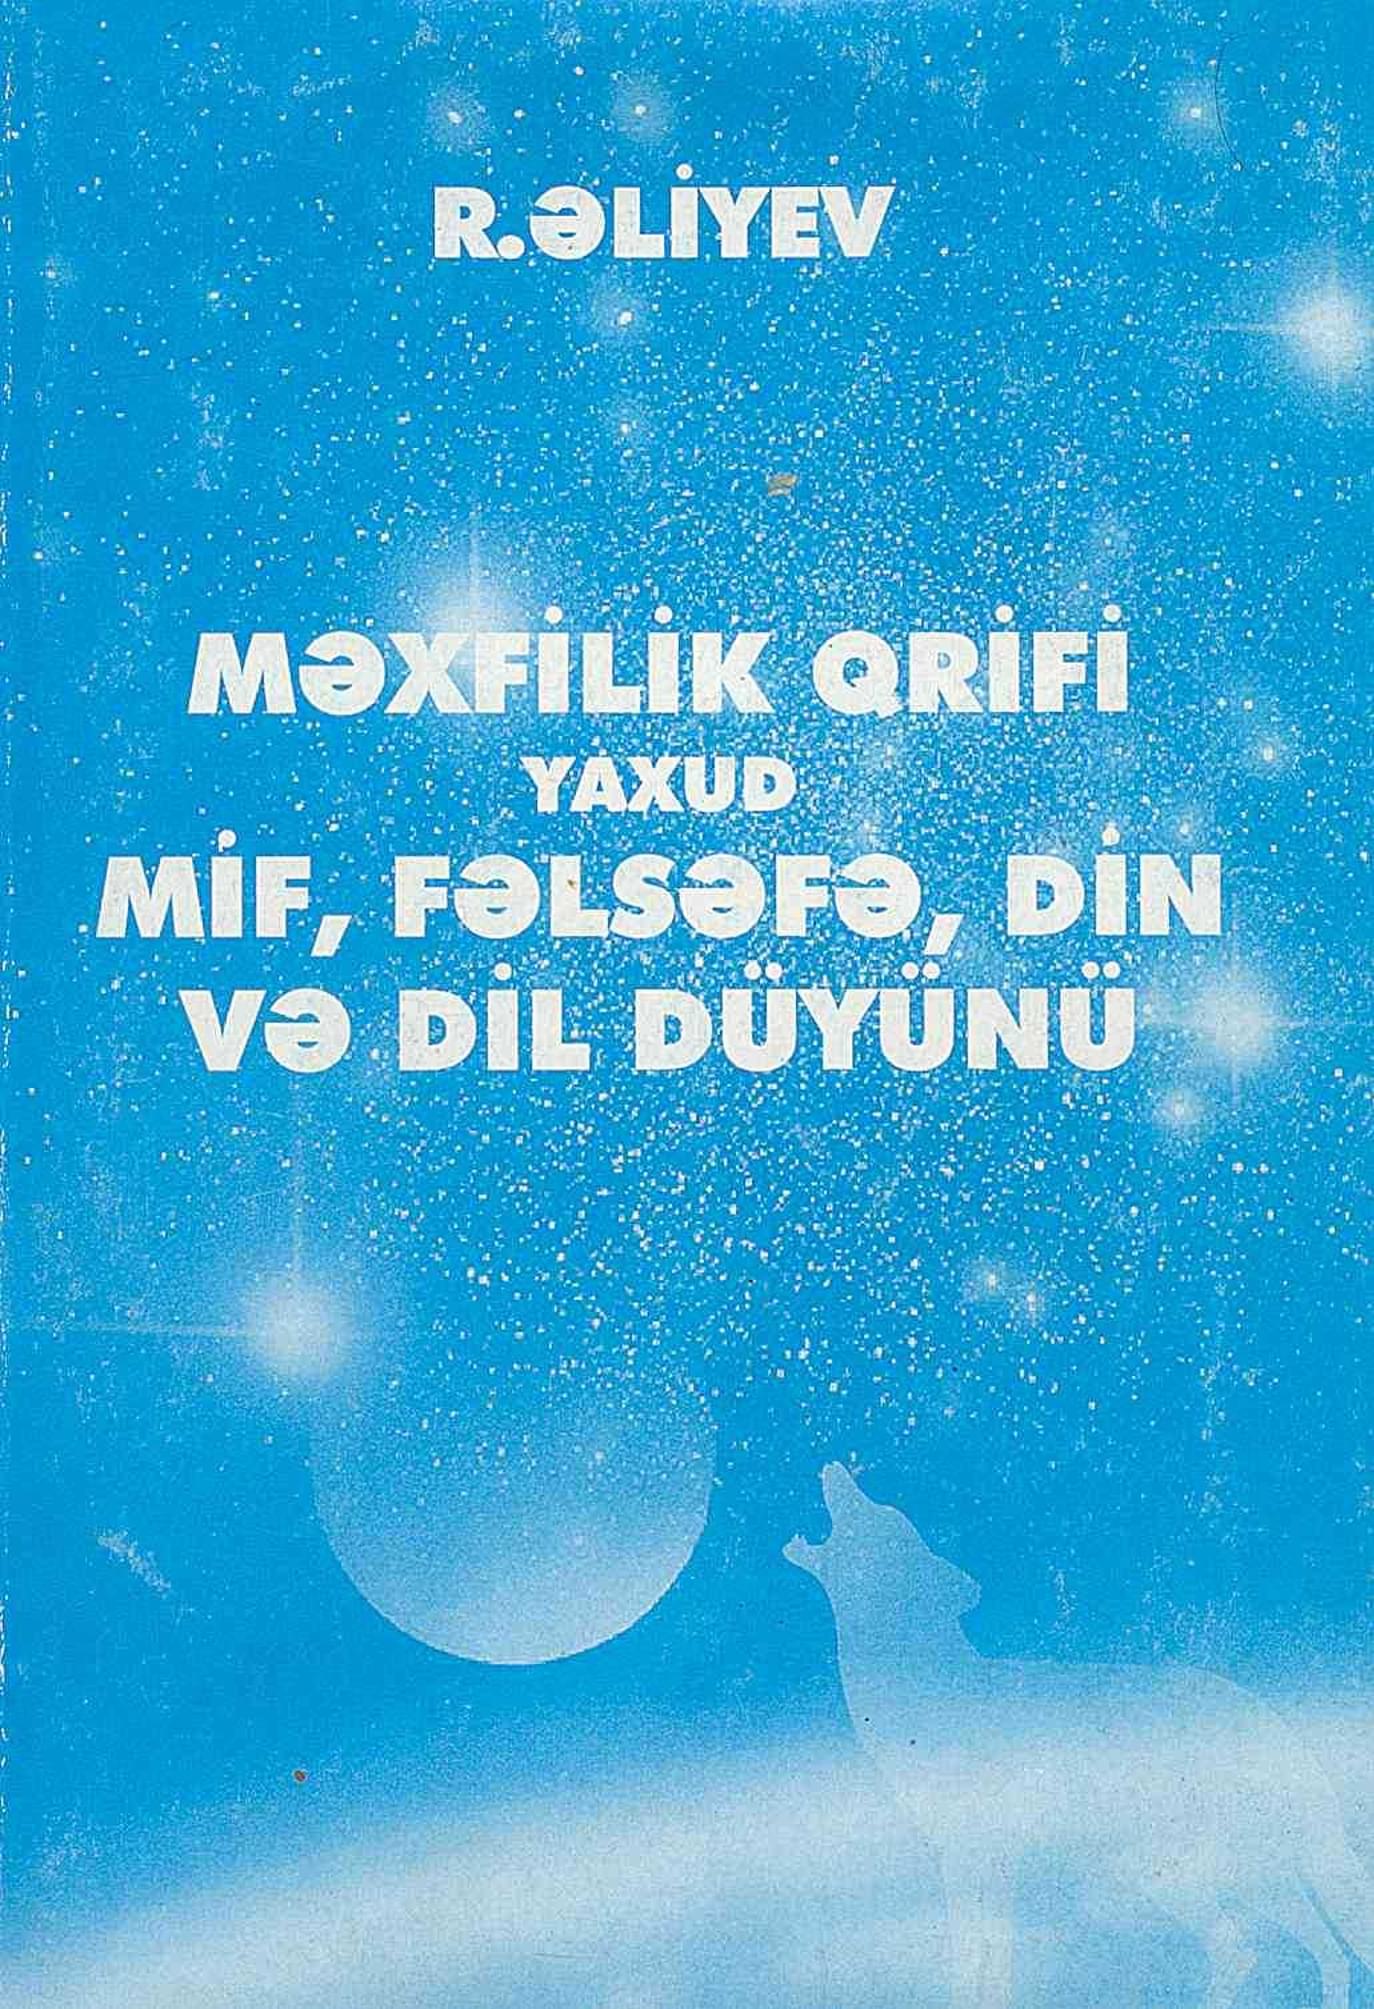 R.ƏLİYEV
MƏXFİLİK QRİFİ
YAXUD
MİF, FƏLSƏFƏ, DİN
VƏ DİL DÜYÜNÜ